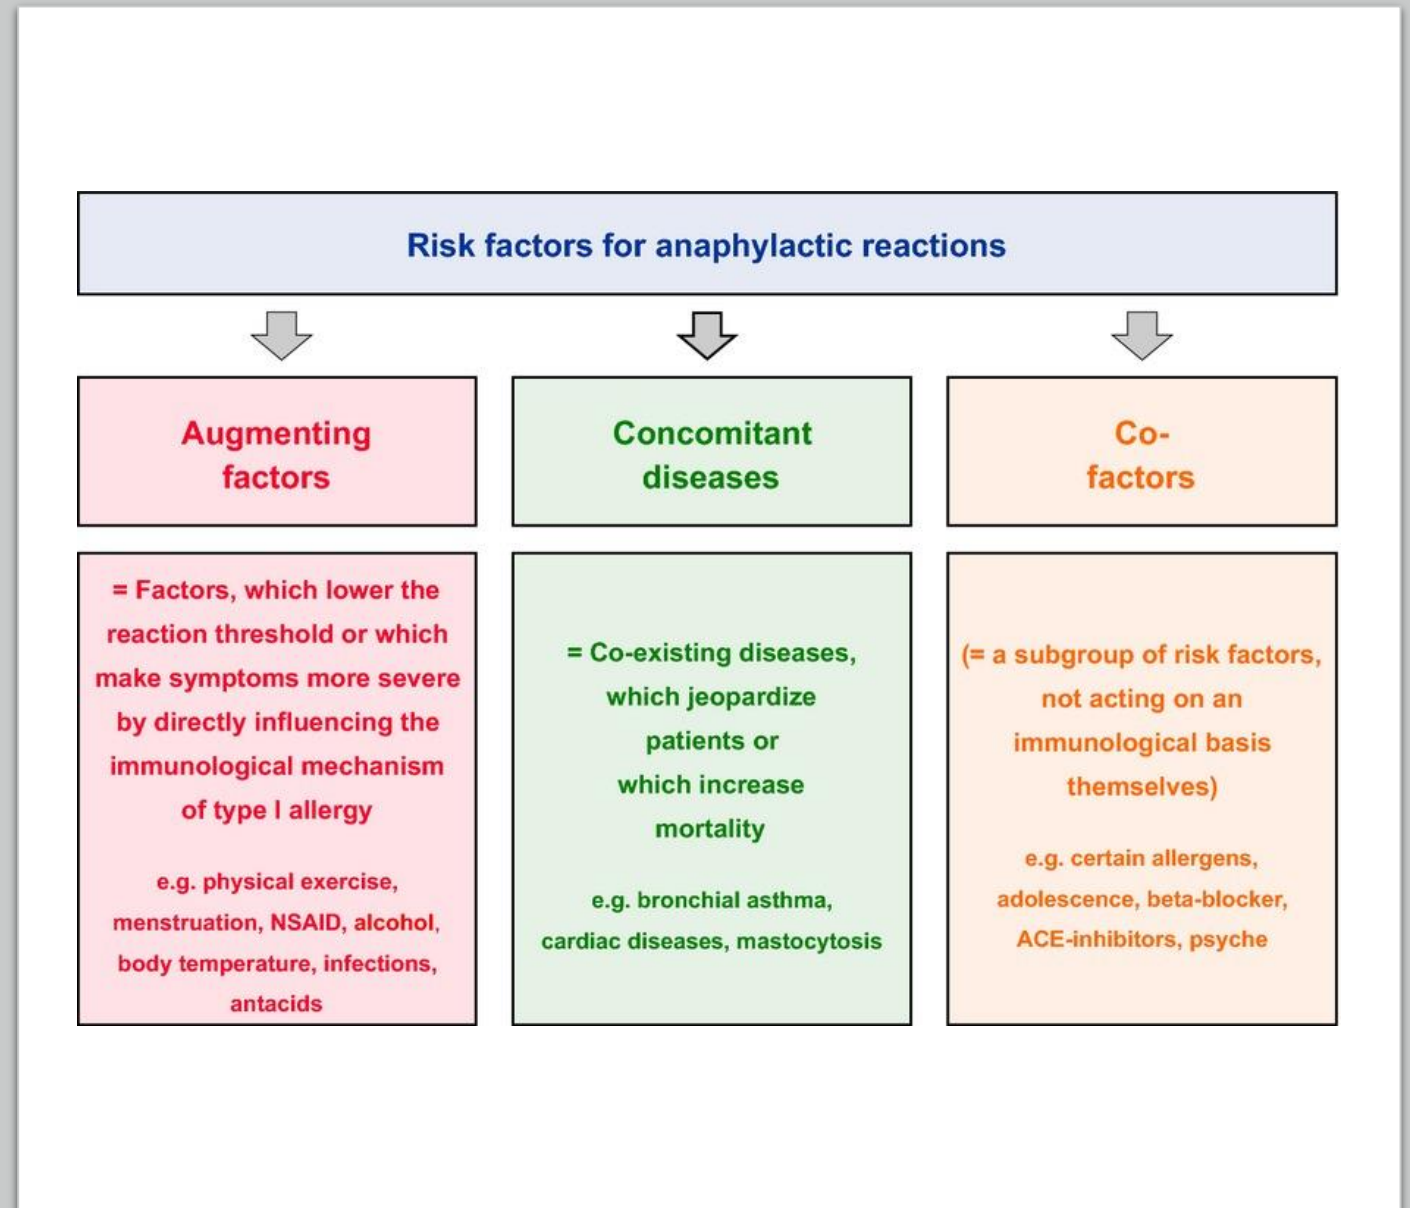 Risk factors for anaphylactic reactions
Augmenting
factors
= Factors, which lower the
reaction threshold or which
make symptoms more severe
by directly influencing the
immunological mechanism
of type I allergy
e.g. physical exercise,
menstruation, NSAID, alcohol,
body temperature, infections,
antacids
Concomitant
diseases
= Co-existing diseases,
which jeopardize
patients or
which increase
mortality
e.g. bronchial asthma,
cardiac diseases, mastocytosis
Co-
factors
(= a subgroup of risk factors,
not acting on an
immunological basis
themselves)
e.g. certain allergens,
adolescence, beta-blocker,
ACE-inhibitors, psyche